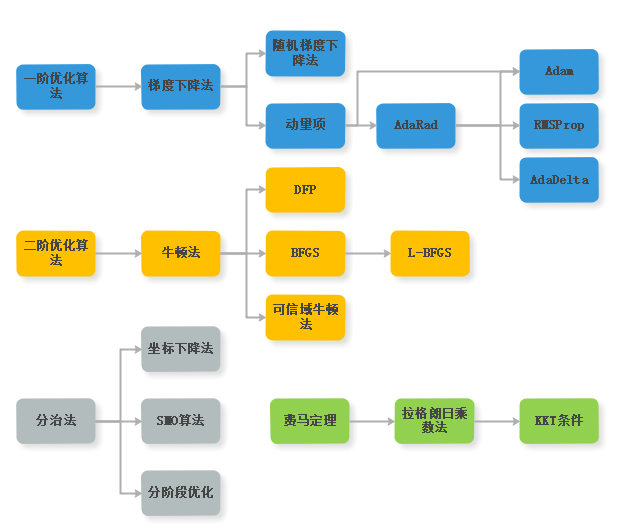 一阶优化算
法
梯度下降法
随机梯度下
降法
动量项
AdaRad
Adam
RMSProp
AdaDelta
二阶优化算
法
牛顿法
DFP
BFGS
L-BFGS
可信域牛顿
法
分治法
坐标下降法
SMO算法
分阶段优化
费马定理
拉格朗日乘
数法
KKT条件